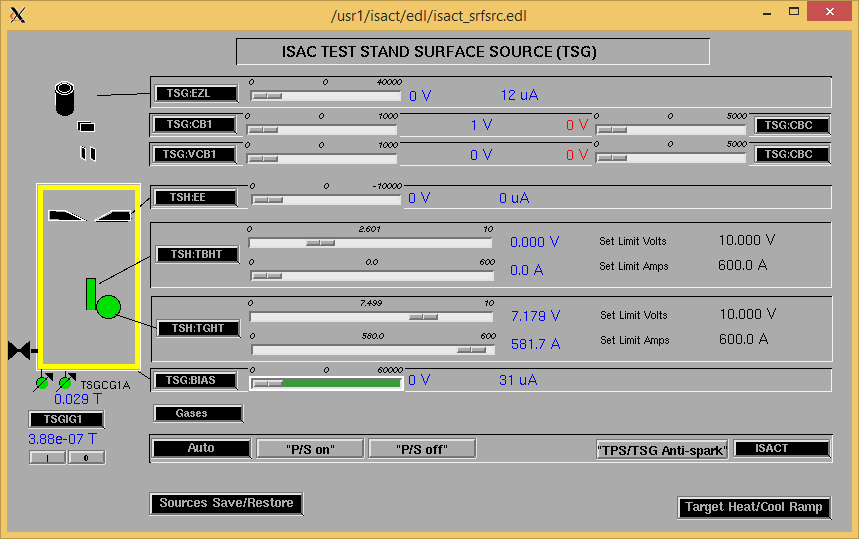 /usr1/isact/edl/isact_srfsrc.edl
ISAC TEST STAND SURFACE SOURCE (TSG)
TSG:EZL 0 0 40000 0 V 12 uA
TSG:CB1 0 1000 1 V 0 V 0 5000 TSG:CBC
TSG:VCB1 0 1000 0 V 0 V 0 5000 TSG:CBC
TSH:EE 0 0 -10000 0 V 0 uA
TSH:TBHT
0 2.601 10 0.000 V Set Limit Volts 10.000 V
0 0.0 600 0.0 A Set Limit Amps 600.0 A
TSH:TGHT
0 7.499 10 7.179 V Set Limit Volts 10.000 V
0 580.0 600 581.7 A Set Limit Amps 600.0 A
TSG:BIAS 0 0 60000 0 V 31 uA
TSGCG1A
0.029 T
TSGIG1
3.88e-07 T
I 0
Gases
Auto "P/S on" "P/S off" "TPS/TSG Anti-spark" ISACT
Sources Save/Restore
Target Heat/Cool Ramp